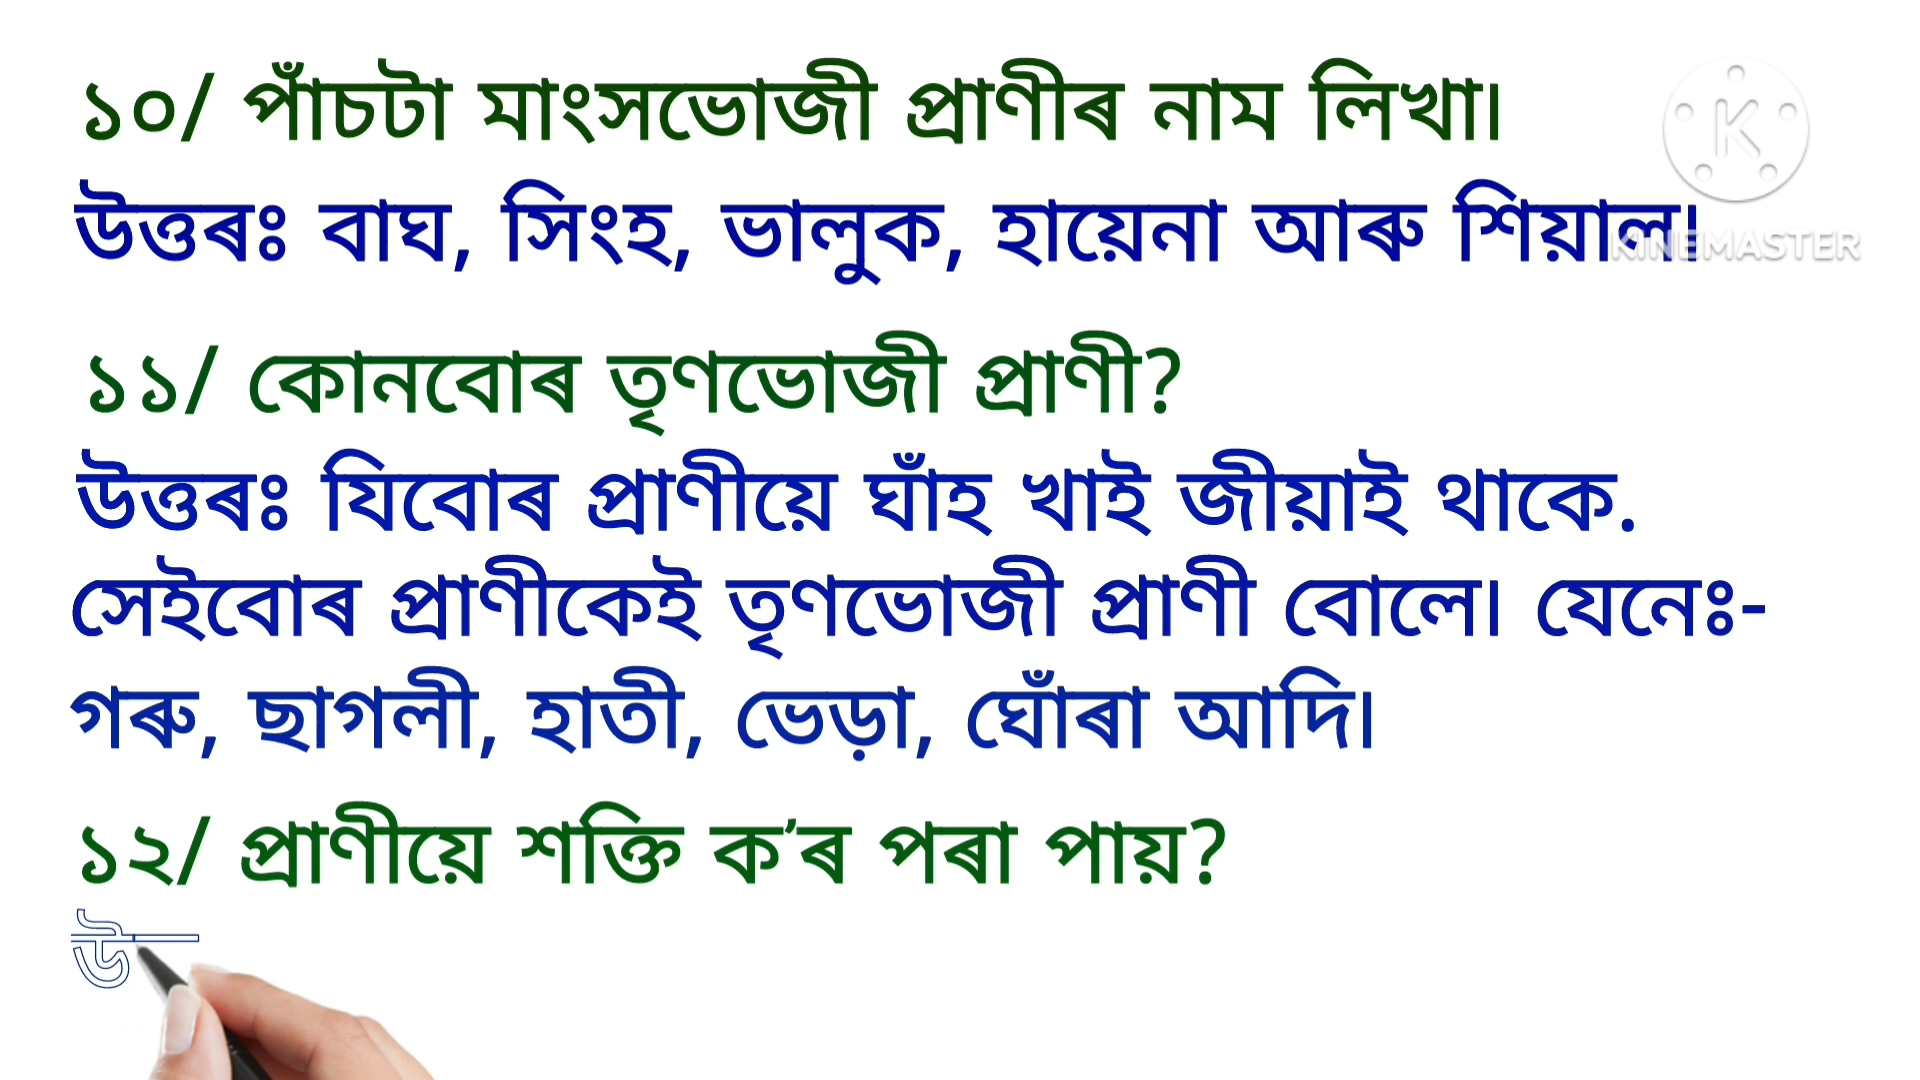 ১০/ পাঁচটা মাংসভোজী প্ৰাণীৰ নাম লিখা।
উত্তৰঃ বাঘ, সিংহ, ভালুক, হায়েনা আৰু শিয়াল।
KINEMASTER
১১/ কোনবোৰ তৃণভোজী প্ৰাণী?
উত্তৰঃ যিবোৰ প্ৰাণীয়ে ঘাঁহ খাই জীয়াই থাকে.
সেইবোৰ প্ৰাণীকেই তৃণভোজী প্ৰাণী বোলে। যেনেঃ-
গৰু, ছাগলী, হাতী, ভেড়া, ঘোঁৰা আদি।
১২/ প্ৰাণীয়ে শক্তি ক’ৰ পৰা পায়?
উ